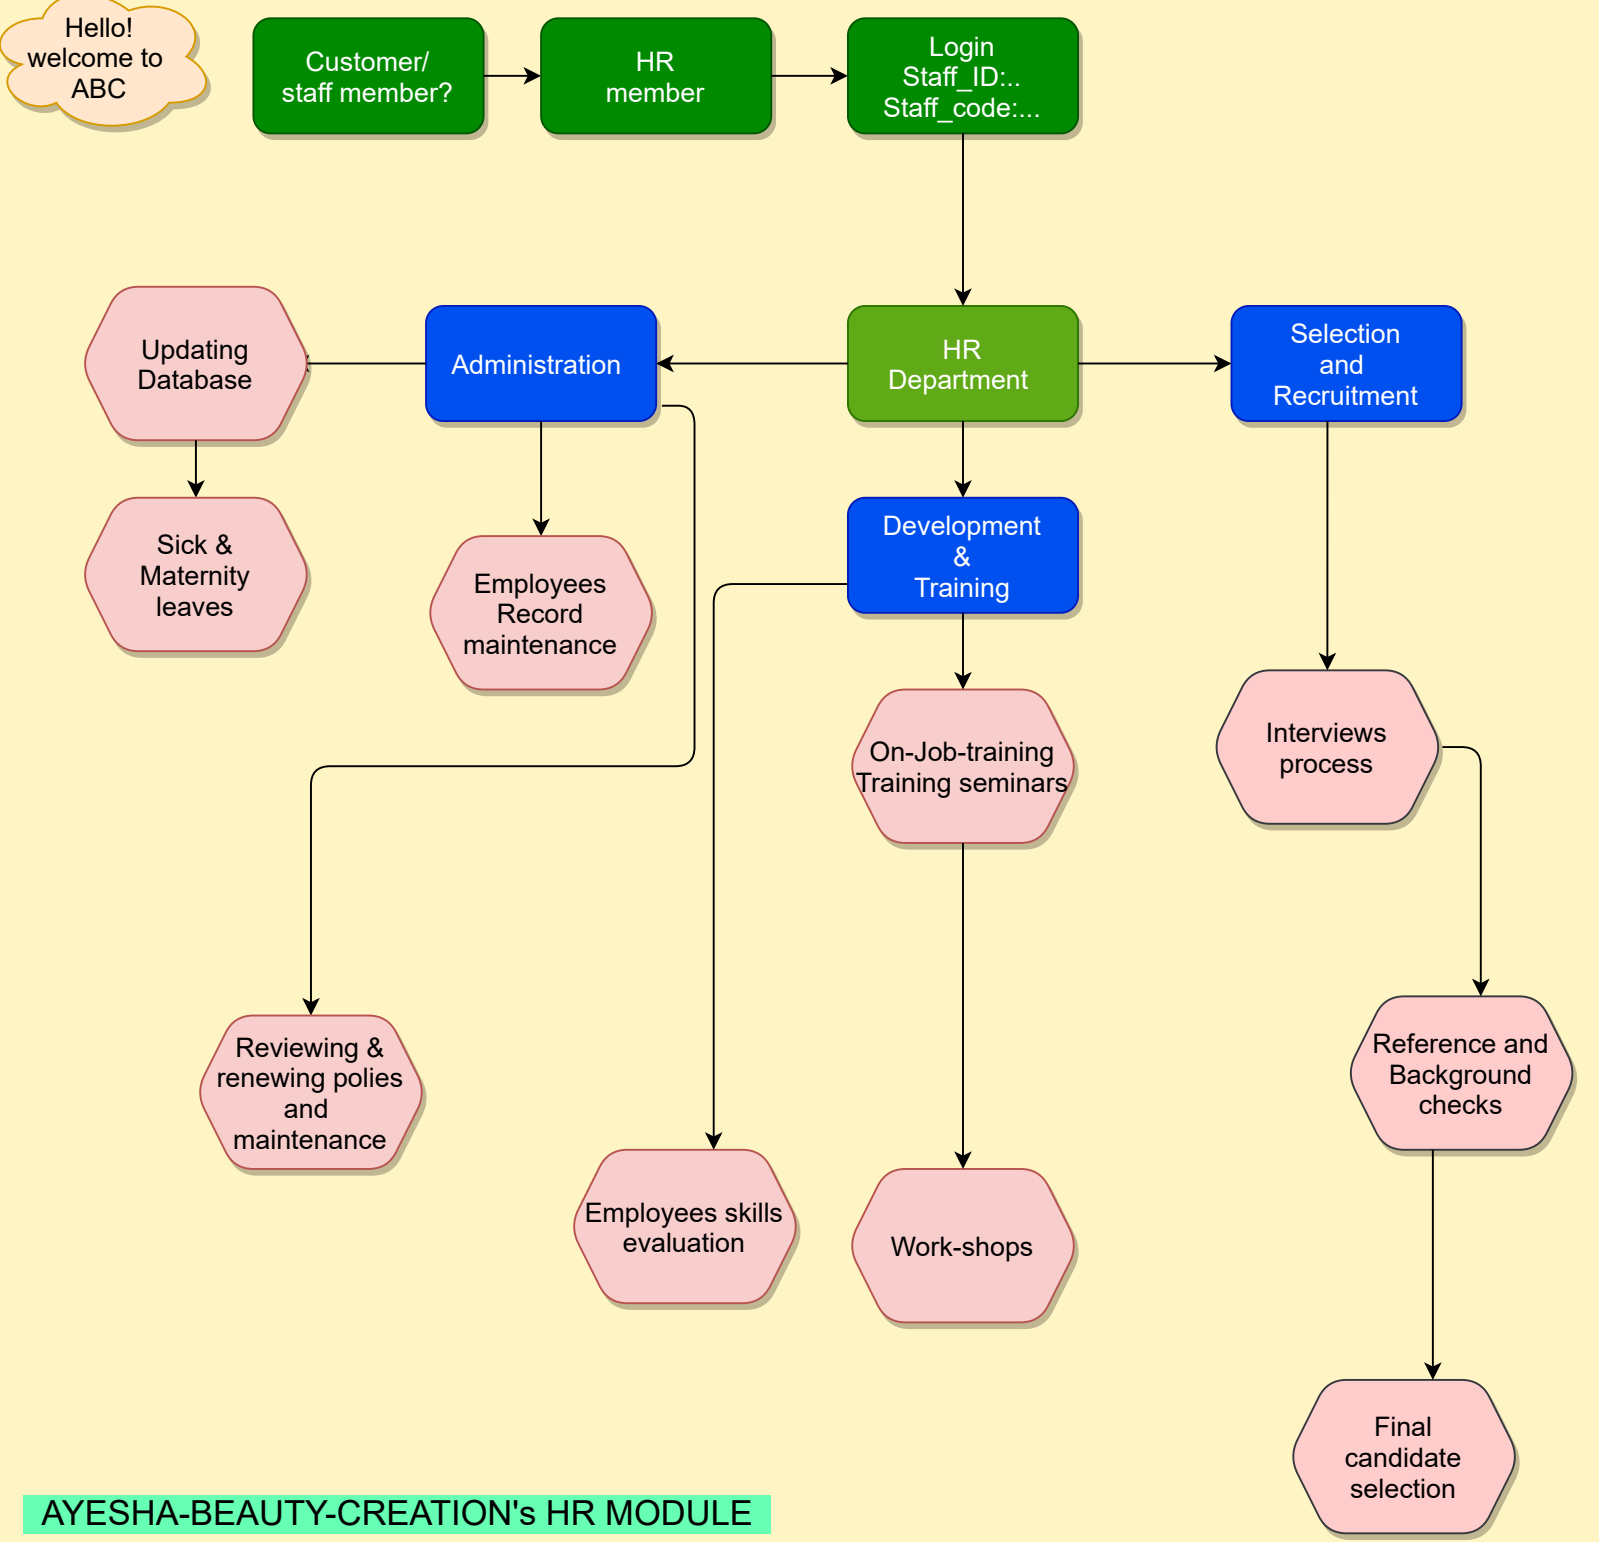 Hello!
welcome to
ABC
Customer/
staff member?
HR
member
Login
Staff_ID:..
Staff_code:...
Updating
Database
Administration
HR
Department
Selection
and
Recruitment
Sick &
Maternity
leaves
Employees
Record
maintenance
Development
&
Training
On-Job-training
Training seminars
Interviews
process
Reviewing &
renewing polies
and
maintenance
Employees skills
evaluation
Work-shops
Reference and
Background
checks
Final
candidate
selection
AYESHA-BEAUTY-CREATION's HR MODULE